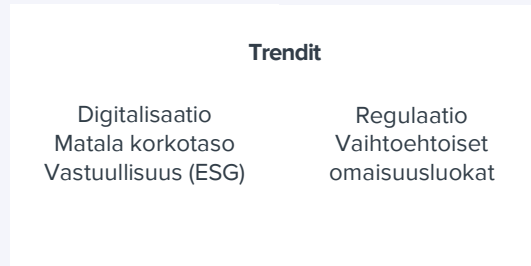 Trendit
Digitalisaatio
Matala korkotaso
Vastuullisuus (ESG)
Regulaatio
Vaihtoehtoiset
omaisuusluokat